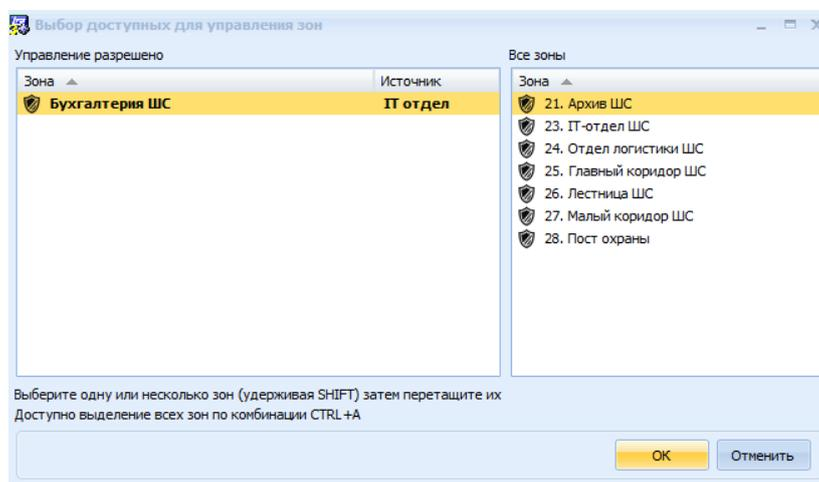 Выбор доступных для управления зон
Управление разрешено
Зона Источник
Бухгалтерия ШС IT отдел
Все зоны
Зона
21. Архив ШС
23. IT-отдел ШС
24. Отдел логистики ШС
25. Главный коридор ШС
26. Лестница ШС
27. Малый коридор ШС
28. Пост охраны
Выберите одну или несколько зон (удерживая SHIFT) затем перетащите их
Доступно выделение всех зон по комбинации CTRL+A
OK Отменить